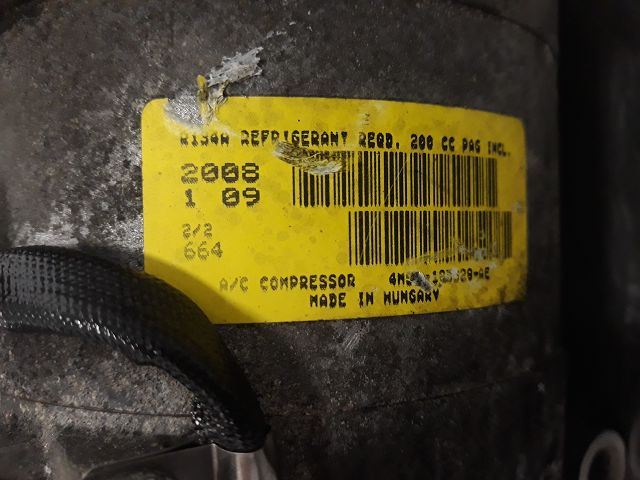 R134A REFRIGERANT REQD. 200 CC PAG INCL.
2008
1 09
2/2
664
A/C COMPRESSOR
MADE IN HUNGARY